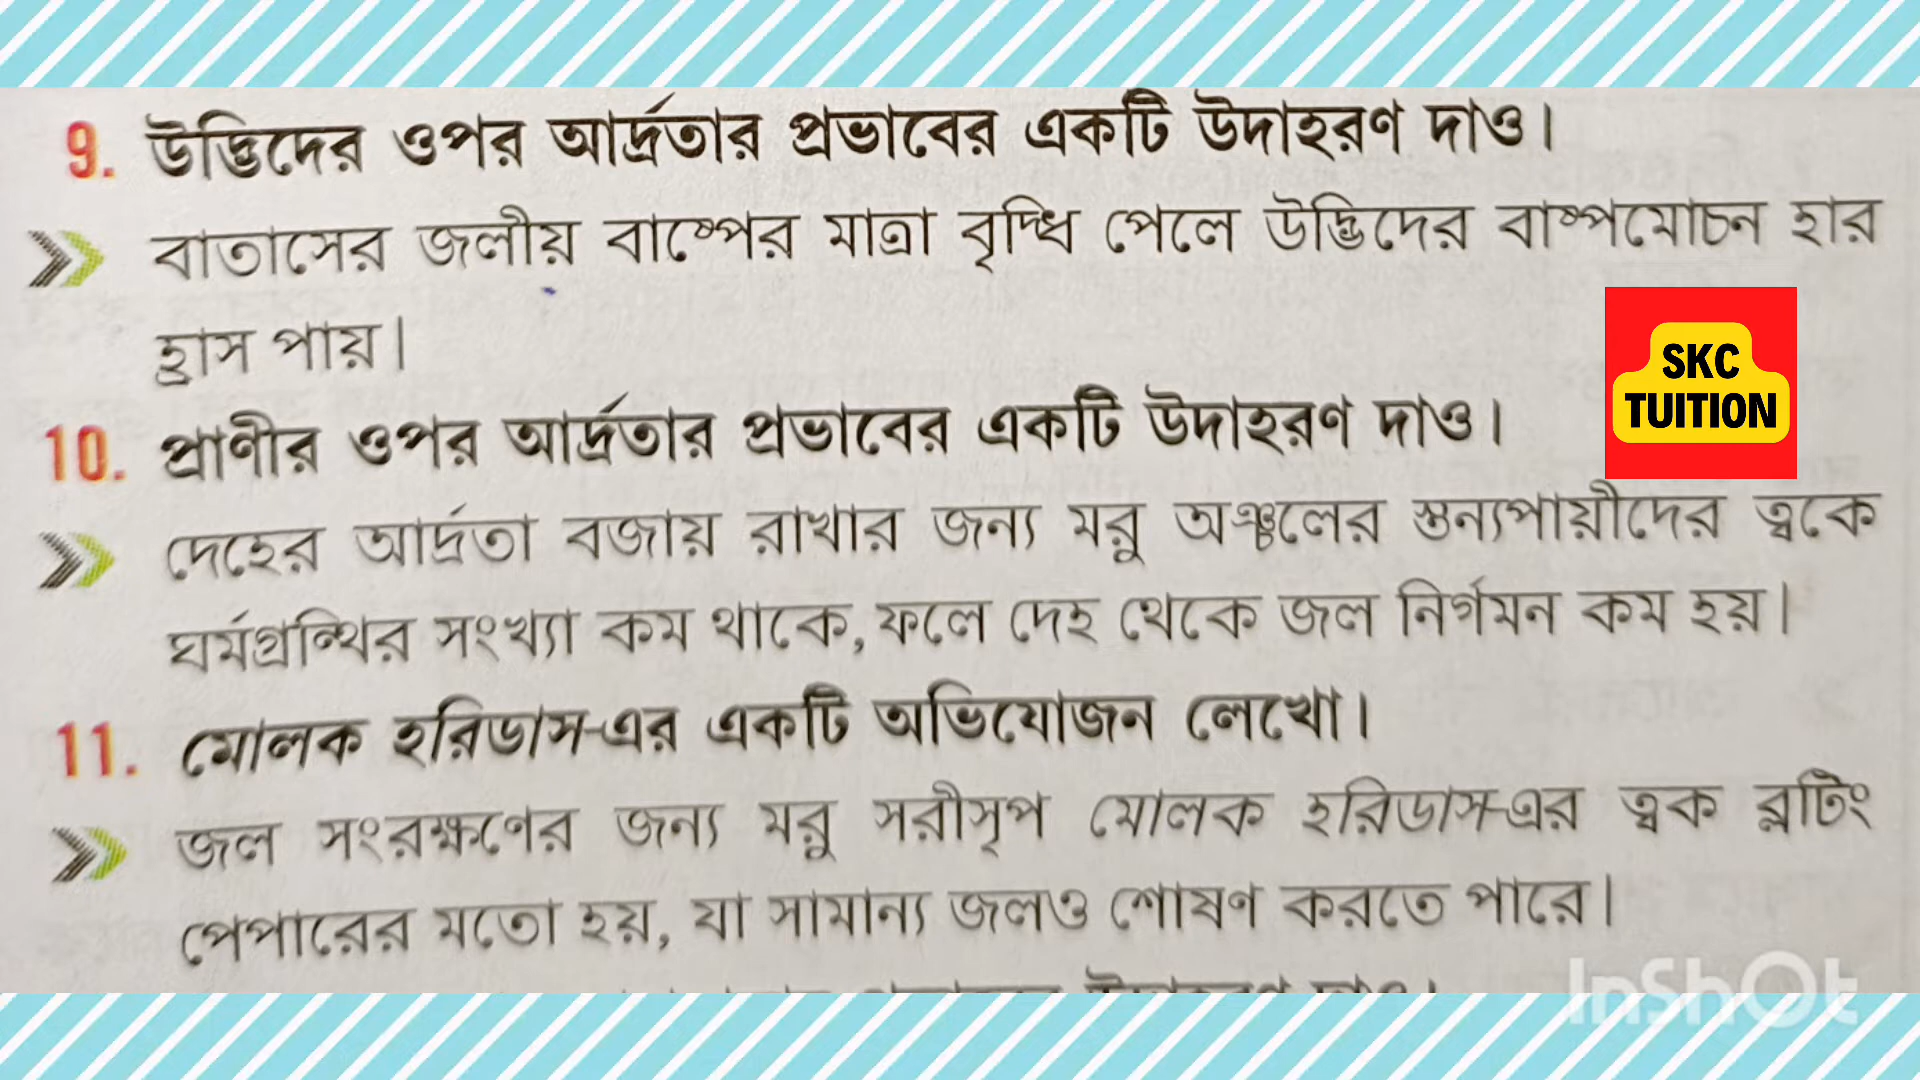 9. উদ্ভিদের ওপর আর্দ্রতার প্রভাবের একটি উদাহরণ দাও।
বাতাসের জলীয় বাষ্পের মাত্রা বৃদ্ধি পেলে উদ্ভিদের বাষ্পমোচন হার
হ্রাস পায়।
SKC
TUITION
10. প্রাণীর ওপর আর্দ্রতার প্রভাবের একটি উদাহরণ দাও।
দেহের আর্দ্রতা বজায় রাখার জন্য মরু অঞ্চলের স্তন্যপায়ীদের ত্বকে
ঘর্মগ্রন্থির সংখ্যা কম থাকে, ফলে দেহ থেকে জল নির্গমন কম হয়।
11. মোলক হরিডাস-এর একটি অভিযোজন লেখো।
জল সংরক্ষণের জন্য মরু সরীসৃপ মোলক হরিডাস-এর ত্বক ব্লটিং
পেপারের মতো হয়, যা সামান্য জলও শোষণ করতে পারে।
InShOt